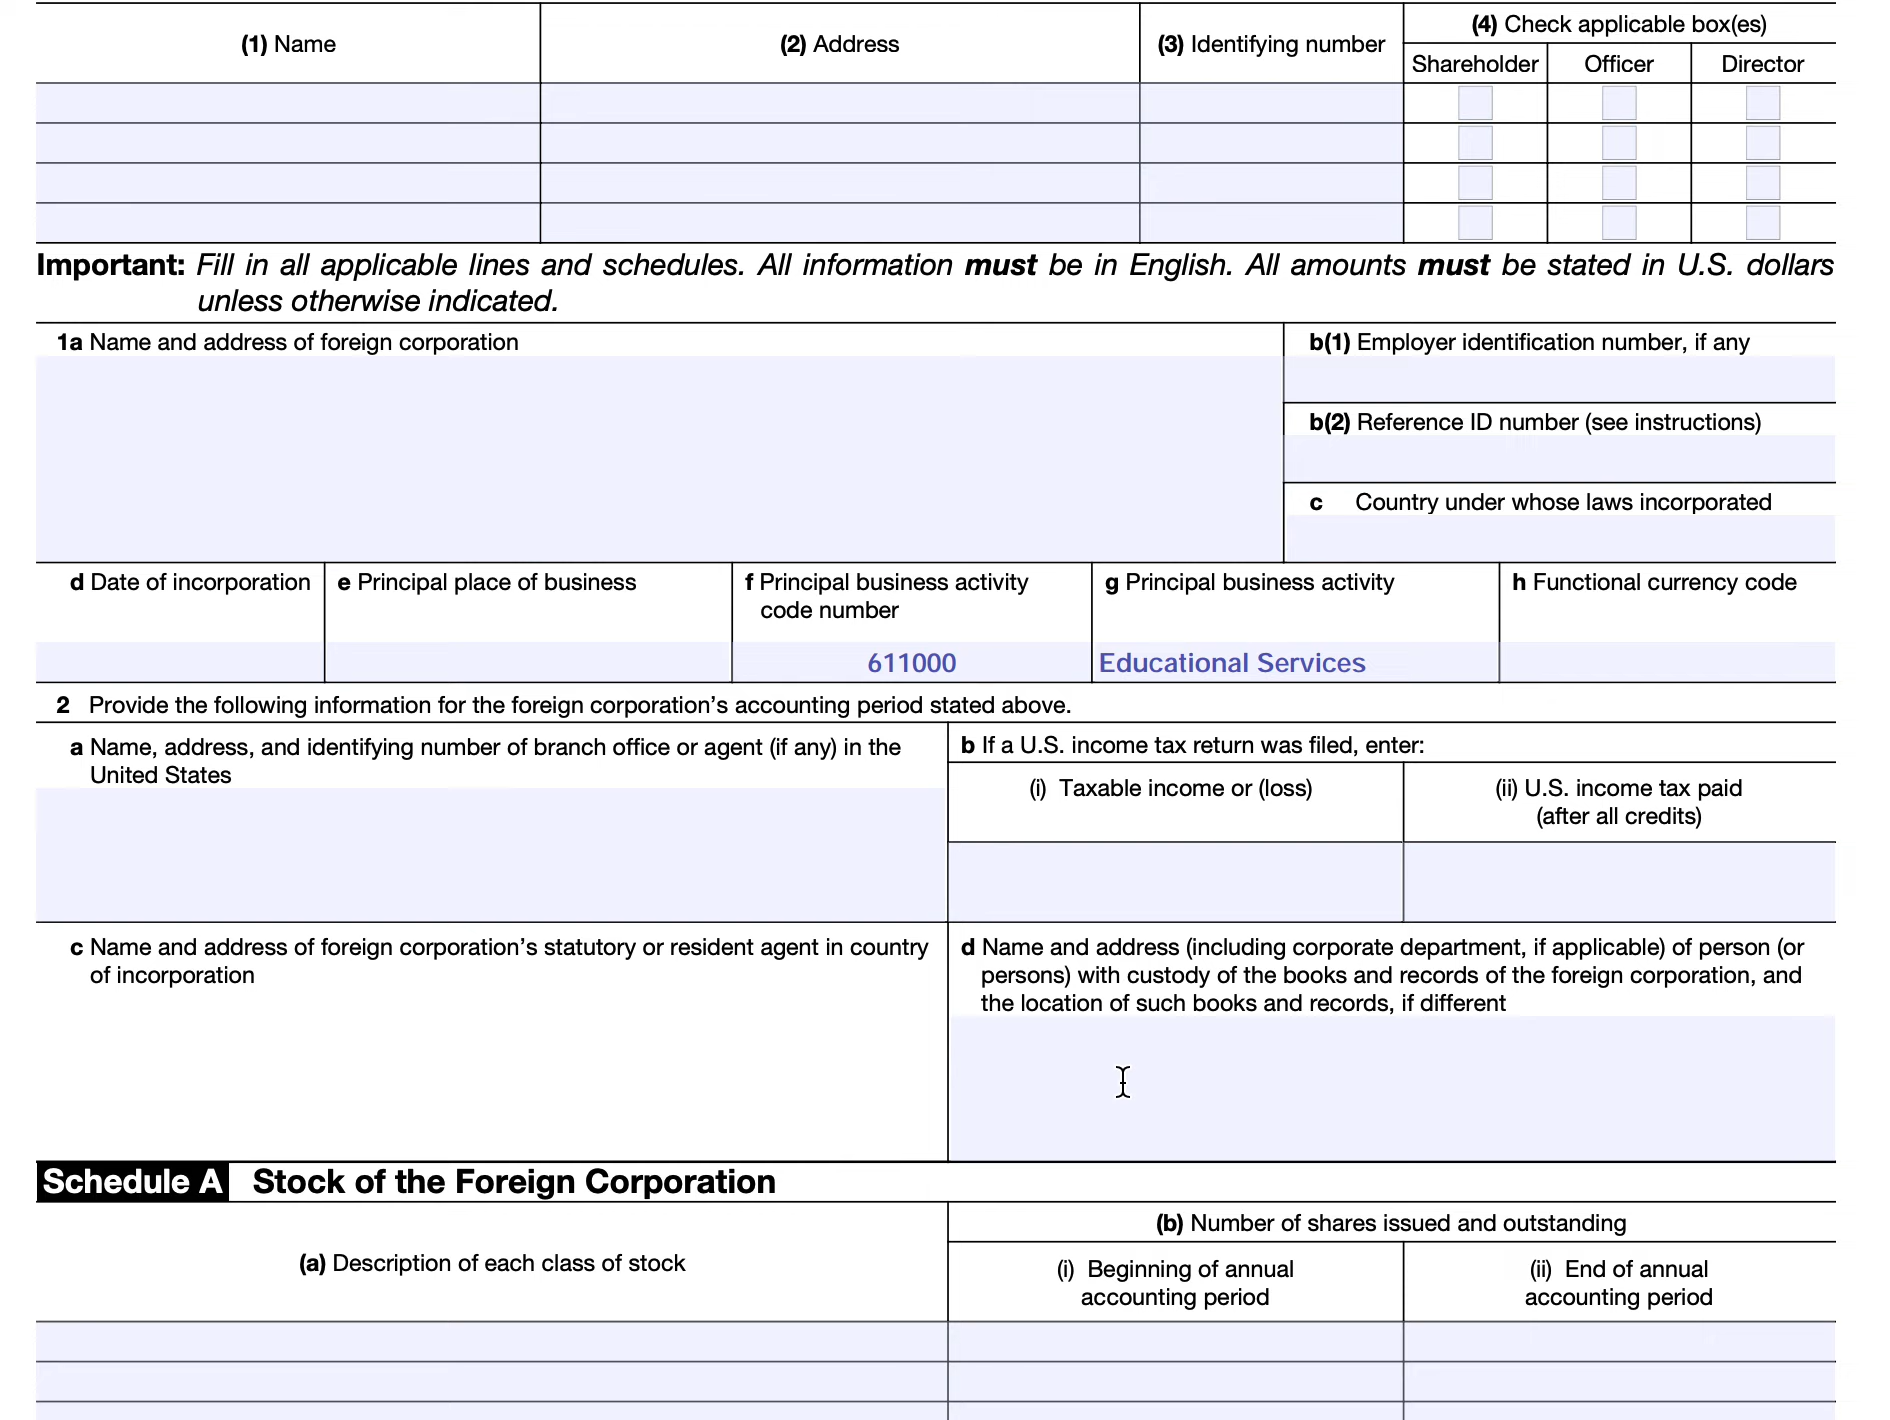 (1) Name (2) Address (3) Identifying number (4) Check applicable box(es)
Shareholder Officer Director
Important: Fill in all applicable lines and schedules. All information must be in English. All amounts must be stated in U.S. dollars
unless otherwise indicated.
1a Name and address of foreign corporation
b(1) Employer identification number, if any
b(2) Reference ID number (see instructions)
c Country under whose laws incorporated
d Date of incorporation
e Principal place of business
f Principal business activity
code number
611000
g Principal business activity
Educational Services
h Functional currency code
2 Provide the following information for the foreign corporation’s accounting period stated above.
a Name, address, and identifying number of branch office or agent (if any) in the
United States
b If a U.S. income tax return was filed, enter:
(i) Taxable income or (loss)
(ii) U.S. income tax paid
(after all credits)
c Name and address of foreign corporation’s statutory or resident agent in country
of incorporation
d Name and address (including corporate department, if applicable) of person (or
persons) with custody of the books and records of the foreign corporation, and
the location of such books and records, if different
Schedule A Stock of the Foreign Corporation
(a) Description of each class of stock
(b) Number of shares issued and outstanding
(i) Beginning of annual
accounting period
(ii) End of annual
accounting period